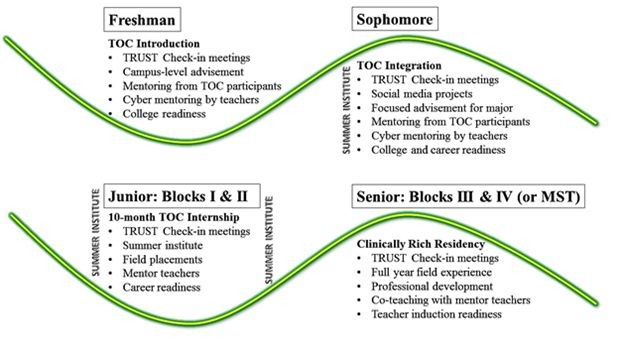 Freshman
TOC Introduction
• TRUST Check-in meetings
• Campus-level advisement
• Mentoring from TOC participants
• Cyber mentoring by teachers
• College readiness
SUMMER INSTITUTE
Sophomore
TOC Integration
• TRUST Check-in meetings
• Social media projects
• Focused advisement for major
• Mentoring from TOC participants
• Cyber mentoring by teachers
• College and career readiness
SUMMER INSTITUTE
Junior: Blocks I & II
10-month TOC Internship
• TRUST Check-in meetings
• Summer institute
• Field placements
• Mentor teachers
• Career readiness
SUMMER INSTITUTE
Senior: Blocks III & IV (or MST)
Clinically Rich Residency
• TRUST Check-in meetings
• Full year field experience
• Professional development
• Co-teaching with mentor teachers
• Teacher induction readiness